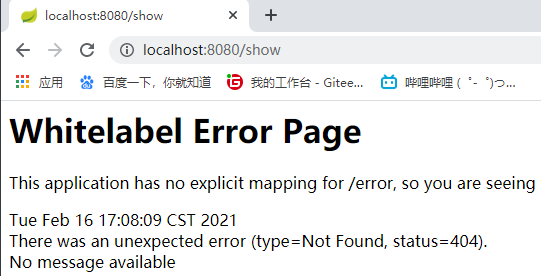 localhost:8080/show
localhost:8080/show
应用 百度一下，你就知道 我的工作台 - Gitee... 哔哩哔哩 ( ゜- ゜)つ...
Whitelabel Error Page
This application has no explicit mapping for /error, so you are seeing
Tue Feb 16 17:08:09 CST 2021
There was an unexpected error (type=Not Found, status=404).
No message available